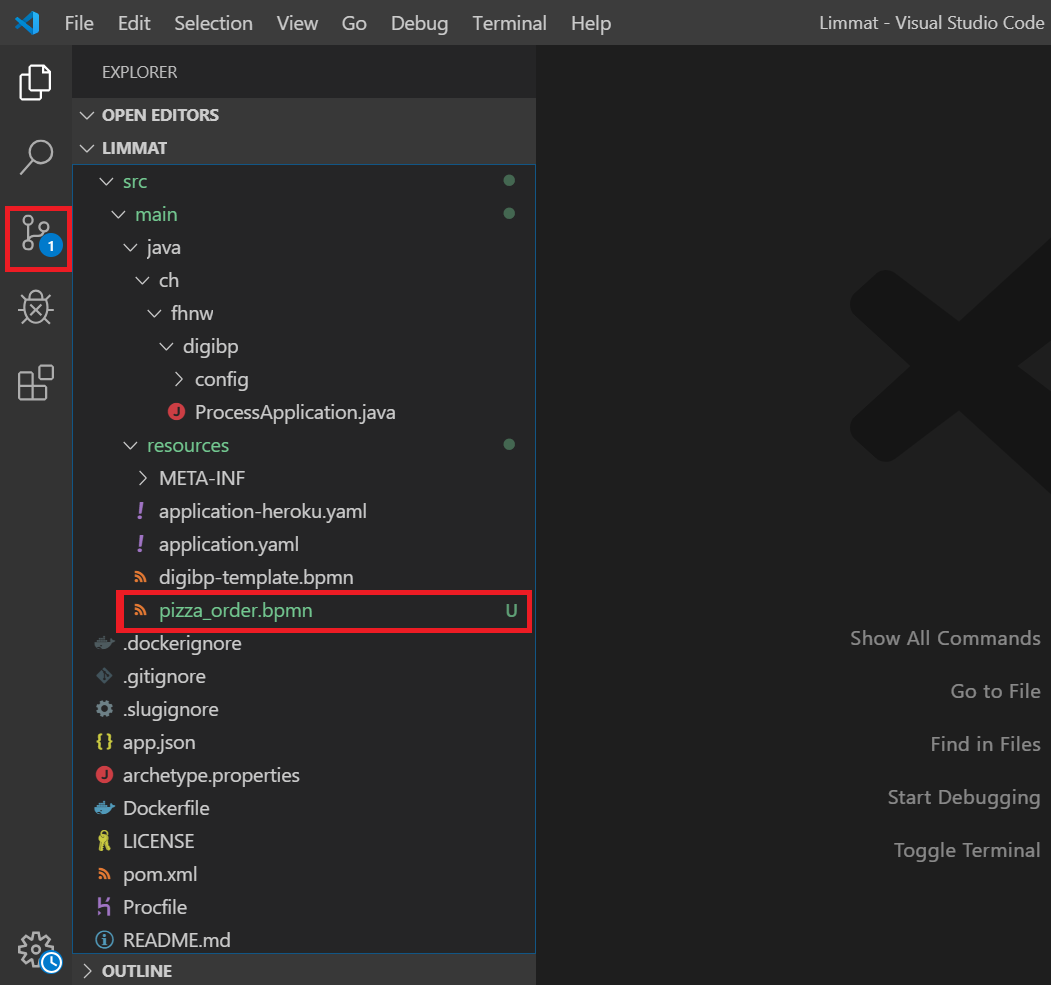 File Edit Selection View Go Debug Terminal Help Limmat - Visual Studio Code
EXPLORER
OPEN EDITORS
LIMMAT
src
main
1
java
ch
fhnw
digibp
config
J ProcessApplication.java
resources
META-INF
! application-heroku.yaml
! application.yaml
digibp-template.bpmn
pizza_order.bpmn U
.dockerignore
.gitignore
.slugignore
{} app.json
J archetype.properties
Dockerfile
LICENSE
pom.xml
Procfile
README.md
OUTLINE
Show All Commands
Go to File
Find in Files
Start Debugging
Toggle Terminal